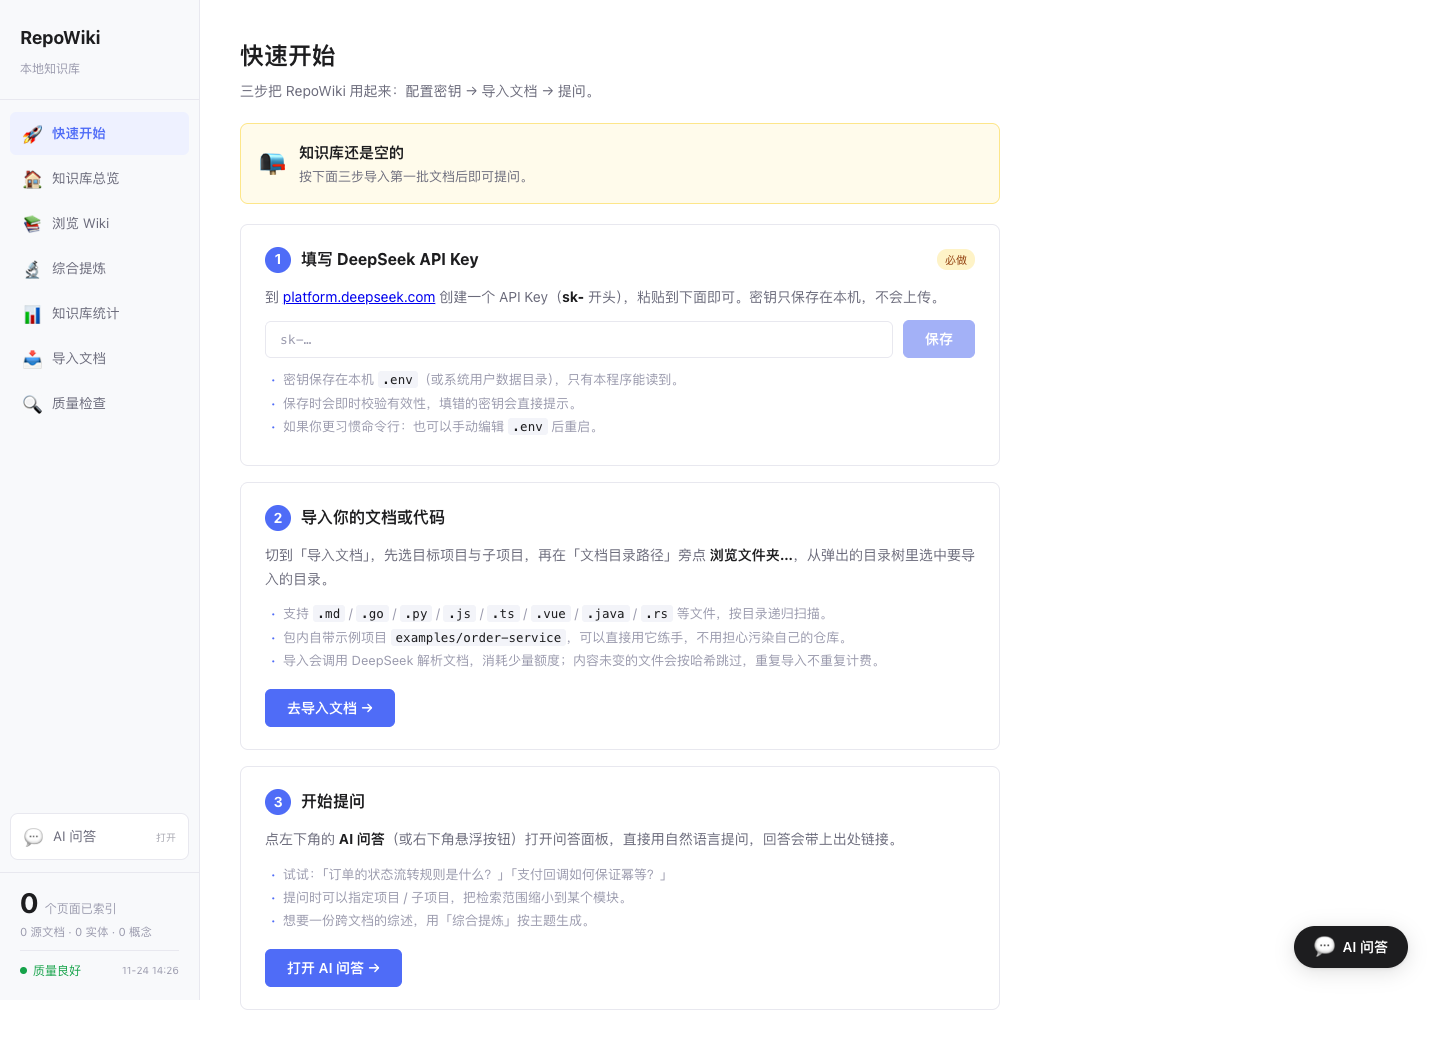 RepoWiki
本地知识库
快速开始
知识库总览
浏览 Wiki
综合提炼
知识库统计
导入文档
质量检查
AI 问答 打开
0 个页面已索引
0 源文档 · 0 实体 · 0 概念
质量良好 11-24 14:26
快速开始
三步把 RepoWiki 用起来：配置密钥 → 导入文档 → 提问。
知识库还是空的
按下面三步导入第一批文档后即可提问。
1 填写 DeepSeek API Key 必做
到 platform.deepseek.com 创建一个 API Key（sk- 开头），粘贴到下面即可。密钥只保存在本机，不会上传。
sk-… 保存
· 密钥保存在本机 .env（或系统用户数据目录），只有本程序能读到。
· 保存时会即时校验有效性，填错的密钥会直接提示。
· 如果你更习惯命令行：也可以手动编辑 .env 后重启。
2 导入你的文档或代码
切到「导入文档」，先选目标项目与子项目，再在「文档目录路径」旁点 浏览文件夹…，从弹出的目录树里选中要导
入的目录。
· 支持 .md / .go / .py / .js / .ts / .vue / .java / .rs 等文件，按目录递归扫描。
· 包内自带示例项目 examples/order-service，可以直接用它练手，不用担心污染自己的仓库。
· 导入会调用 DeepSeek 解析文档，消耗少量额度；内容未变的文件会按哈希跳过，重复导入不重复计费。
去导入文档 →
3 开始提问
点左下角的 AI 问答（或右下角悬浮按钮）打开问答面板，直接用自然语言提问，回答会带上出处链接。
· 试试：「订单的状态流转规则是什么？」「支付回调如何保证幂等？」
· 提问时可以指定项目 / 子项目，把检索范围缩小到某个模块。
· 想要一份跨文档的综述，用「综合提炼」按主题生成。
打开 AI 问答 →
AI 问答